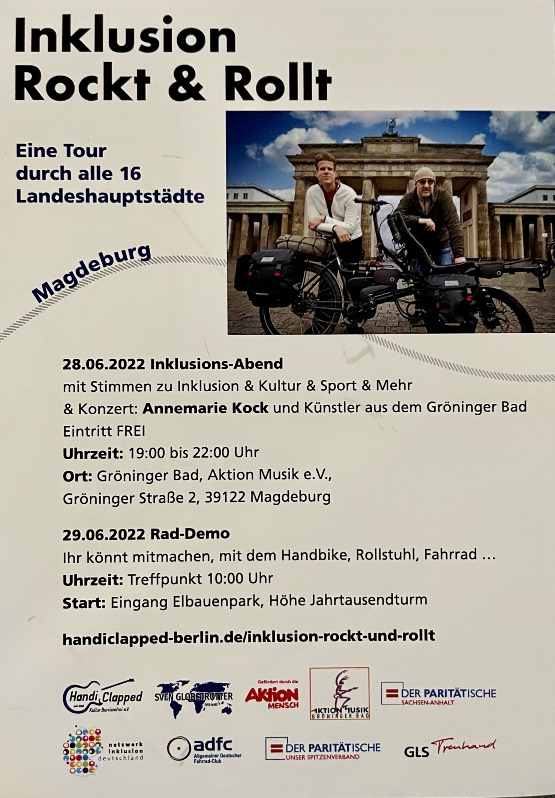 Inklusion
Rockt & Rollt
Eine Tour
durch alle 16
Landeshauptstädte
Magdeburg
28.06.2022 Inklusions-Abend
mit Stimmen zu Inklusion & Kultur & Sport & Mehr
& Konzert: Annemarie Kock und Künstler aus dem Gröninger Bad
Eintritt FREI
Uhrzeit: 19:00 bis 22:00 Uhr
Ort: Gröninger Bad, Aktion Musik e.V.,
Gröninger Straße 2, 39122 Magdeburg
29.06.2022 Rad-Demo
Ihr könnt mitmachen, mit dem Handbike, Rollstuhl, Fahrrad ...
Uhrzeit: Treffpunkt 10:00 Uhr
Start: Eingang Elbauenpark, Höhe Jahrtausendturm
handiclapped-berlin.de/inklusion-rockt-und-rollt
Handi Clapped
Kultur Barrierefrei e.V
SVEN GLOBETROTTER
Gefördert durch die
AKTION
MENSCH
AKTION MUSIK
GRÖNINGER BAD
DER PARITÄTISCHE
SACHSEN-ANHALT
netzwerk
inklusion
deutschland
adfc
Allgemeiner Deutscher
Fahrrad-Club
DER PARITÄTISCHE
UNSER SPITZENVERBAND
GLS Treuhand